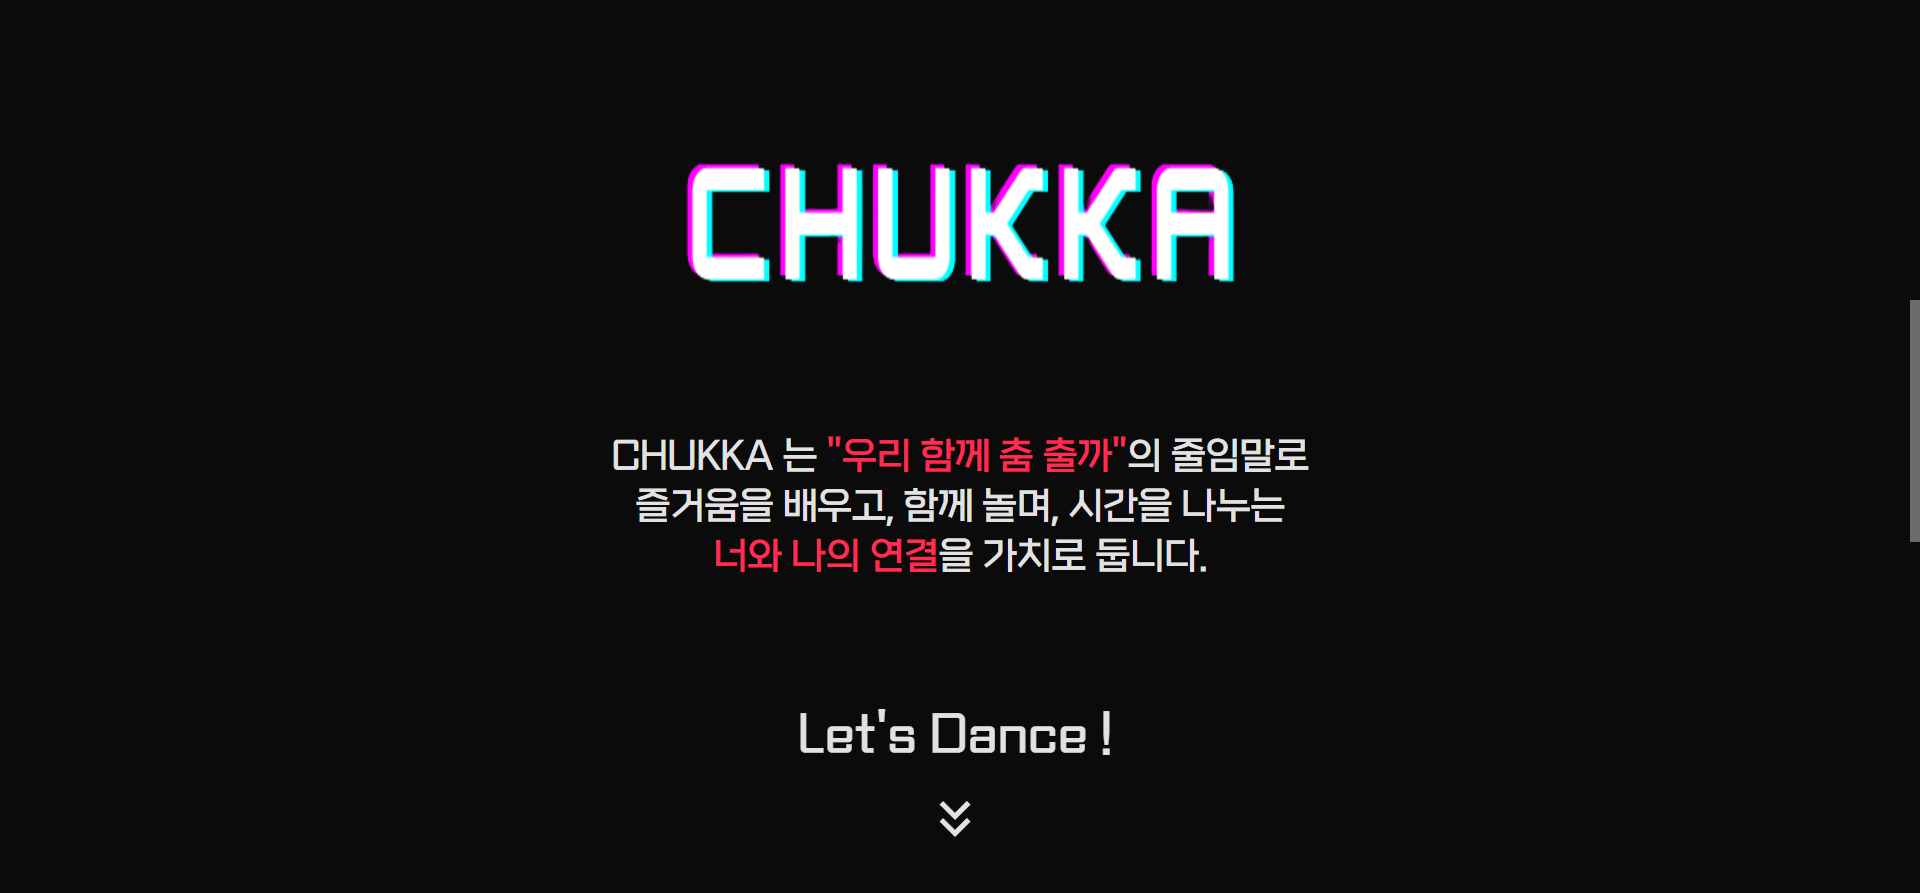 CHUKKA
CHUKKA 는 "우리 함께 춤 출까"의 줄임말로
즐거움을 배우고, 함께 놀며, 시간을 나누는
너와 나의 연결을 가치로 둡니다.
Let's Dance !